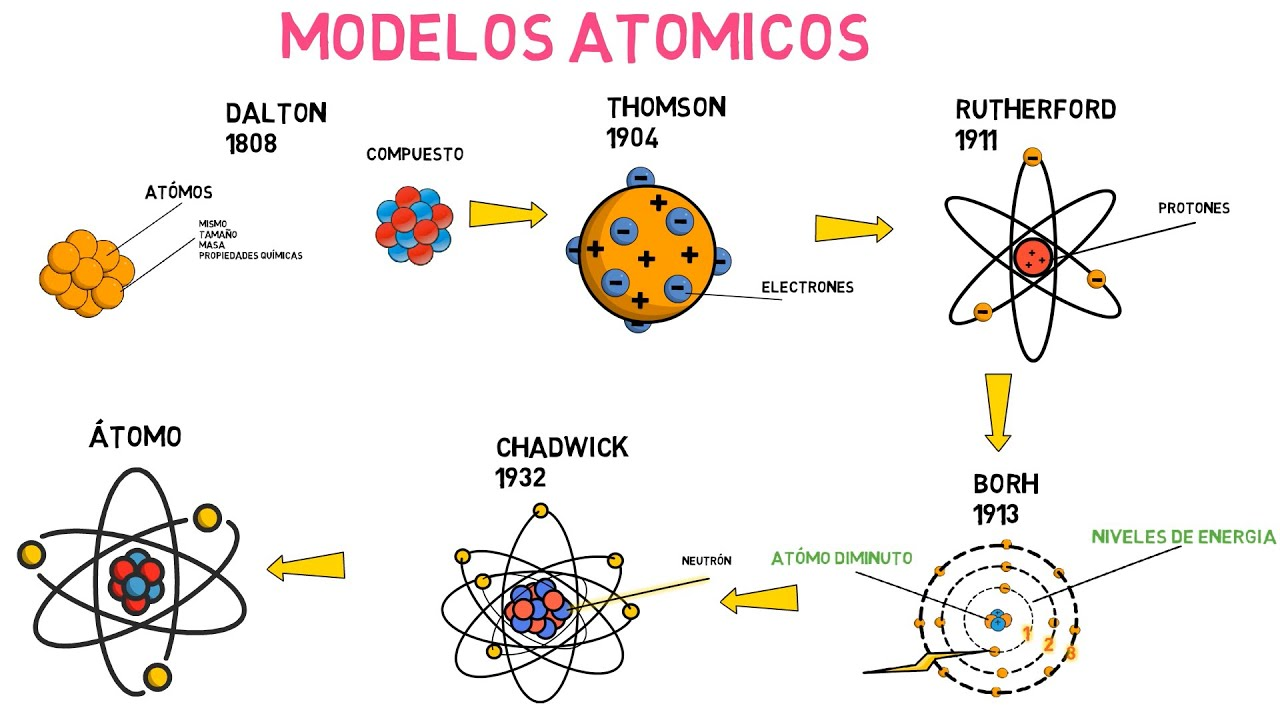 MODELOS ATOMICOS
DALTON
1808
ATÓMOS
MISMO
TAMAÑO
MASA
PROPIEDADES QUÍMICAS
COMPUESTO
THOMSON
1904
ELECTRONES
RUTHERFORD
1911
PROTONES
BORH
1913
NIVELES DE ENERGIA
ATÓMO DIMINUTO
1
2
8
CHADWICK
1932
NEUTRÓN
ÁTOMO